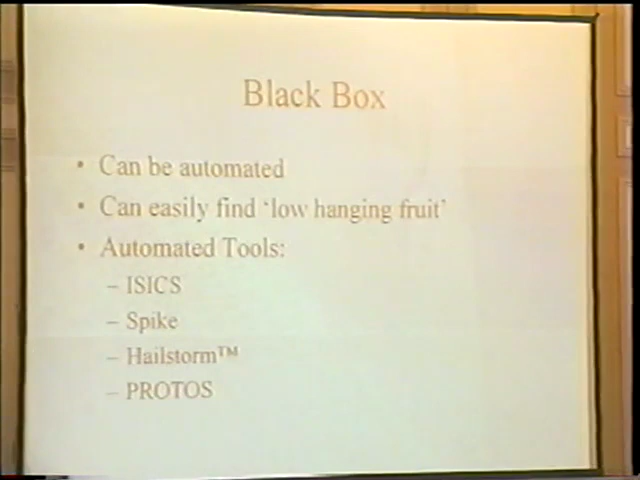 Black Box
• Can be automated
• Can easily find ‘low hanging fruit’
• Automated Tools:
– ISICS
– Spike
– Hailstorm™
– PROTOS